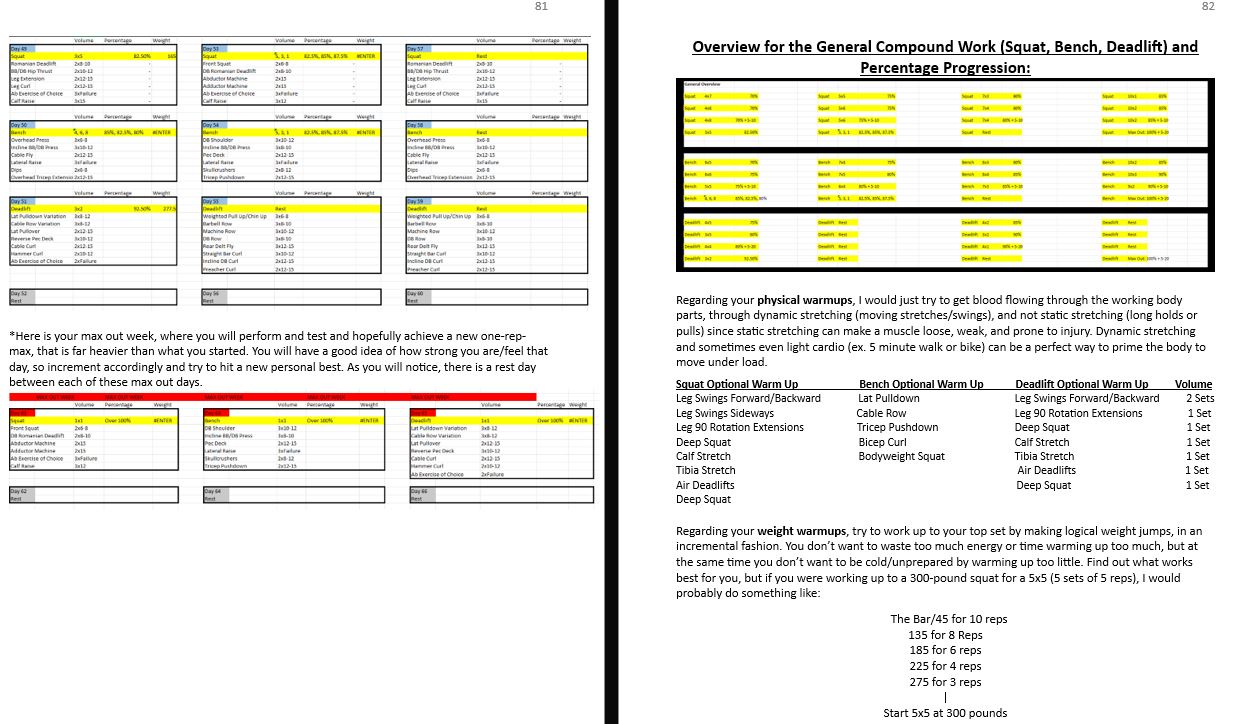 81
Volume Percentage Weight
Volume Percentage Weight
Volume Percentage Weight
Day 49
Squat 3x5 82.50% 165
Romanian Deadlift 2x8-10
BB/DB Hip Thrust 2x10-12
Leg Extension 2x12-15
Leg Curl 2x12-15
Ab Exercise of Choice 3xFailure
Calf Raise 3x15
Day 53
Squat 5, 3, 1 82.5%, 85%, 87.5% #ENTER
Front Squat 2x6-8
DB Romanian Deadlift 2x8-10
Abductor Machine 2x15
Adductor Machine 2x15
Ab Exercise of Choice 3xFailure
Calf Raise 3x12
Day 57
Squat Rest
Romanian Deadlift 2x8-10
BB/DB Hip Thrust 2x10-12
Leg Extension 2x12-15
Leg Curl 2x12-15
Ab Exercise of Choice 3xFailure
Calf Raise 3x15
Volume Percentage Weight
Volume Percentage Weight
Volume Percentage Weight
Day 50
Bench 85%, 82.5%, 80% #ENTER
Overhead Press 3x6-8
Incline BB/DB Press 3x10-12
Cable Fly 2x12-15
Lateral Raise 3xFailure
Dips 2x6-8
Overhead Tricep Extensio 2x12-15
Day 54
Bench 5, 3, 1 82.5%, 85%, 87.5% #ENTER
DB Shoulder 3x10-12
Incline BB/DB Press 3x8-10
Pec Deck 2x12-15
Lateral Raise 3xFailure
Skullcrushers 2x8-12
Tricep Pushdown 2x12-15
Day 58
Bench Rest
Overhead Press 3x6-8
Incline BB/DB Press 3x10-12
Cable Fly 2x12-15
Lateral Raise 3xFailure
Dips 2x6-8
Overhead Tricep Extension 2x12-15
Volume Percentage Weight
Volume Percentage Weight
Volume Percentage Weight
Day 51
Deadlift 3x2 92.50% 277.5
Lat Pulldown Variation 3x8-12
Cable Row Variation 3x8-12
Lat Pullover 2x12-15
Reverse Pec Deck 3x10-12
Cable Curl 2x12-15
Hammer Curl 2x10-12
Ab Exercise of Choice 2xFailure
Day 55
Deadlift Rest
Weighted Pull Up/Chin Up 3x6-8
Barbell Row 3x8-10
Machine Row 3x10-12
DB Row 3x8-10
Rear Delt Fly 3x12-15
Straight Bar Curl 3x10-12
Incline DB Curl 2x12-15
Preacher Curl 2x12-15
Day 59
Deadlift Rest
Weighted Pull Up/Chin Up 3x6-8
Barbell Row 3x8-10
Machine Row 3x10-12
DB Row 3x8-10
Rear Delt Fly 3x12-15
Straight Bar Curl 3x10-12
Incline DB Curl 2x12-15
Preacher Curl 2x12-15
Day 52
Rest
Day 56
Rest
Day 60
Rest
*Here is your max out week, where you will perform and test and hopefully achieve a new one-rep-
max, that is far heavier than what you started. You will have a good idea of how strong you are/feel that
day, so increment accordingly and try to hit a new personal best. As you will notice, there is a rest day
between each of these max out days.
MAX OUT WEEK MAX OUT WEEK MAX OUT WEEK MAX OUT WEEK MAX OUT WEEK
Volume Percentage Weight
Volume Percentage Weight
Volume Percentage Weight
Squat 1x1 Over 100% #ENTER
Front Squat 2x6-8
DB Romanian Deadlift 2x8-10
Abductor Machine 2x15
Adductor Machine 2x15
Ab Exercise of Choice 3xFailure
Calf Raise 3x12
Bench 1x1 Over 100% #ENTER
DB Shoulder 3x10-12
Incline BB/DB Press 3x8-10
Pec Deck 2x12-15
Lateral Raise 3xFailure
Skullcrushers 2x8-12
Tricep Pushdown 2x12-15
Deadlift 1x1 Over 100% #ENTER
Lat Pulldown Variation 3x8-12
Cable Row Variation 3x8-12
Lat Pullover 2x12-15
Reverse Pec Deck 3x10-12
Cable Curl 2x12-15
Hammer Curl 2x10-12
Ab Exercise of Choice 2xFailure
Day 62
Rest
Day 64
Rest
Day 66
Rest
82
Overview for the General Compound Work (Squat, Bench, Deadlift) and
Percentage Progression:
General Overview
Regarding your physical warmups, I would just try to get blood flowing through the working body
parts, through dynamic stretching (moving stretches/swings), and not static stretching (long holds or
pulls) since static stretching can make a muscle loose, weak, and prone to injury. Dynamic stretching
and sometimes even light cardio (ex. 5 minute walk or bike) can be a perfect way to prime the body to
move under load.
Squat Optional Warm Up Bench Optional Warm Up Deadlift Optional Warm Up Volume
Leg Swings Forward/Backward Lat Pulldown Leg Swings Forward/Backward 2 Sets
Leg Swings Sideways Cable Row Leg 90 Rotation Extensions 1 Set
Leg 90 Rotation Extensions Tricep Pushdown Deep Squat 1 Set
Deep Squat Bicep Curl Calf Stretch 1 Set
Calf Stretch Bodyweight Squat Tibia Stretch 1 Set
Tibia Stretch Air Deadlifts 1 Set
Air Deadlifts Deep Squat 1 Set
Deep Squat
Regarding your weight warmups, try to work up to your top set by making logical weight jumps, in an
incremental fashion. You don't want to waste too much energy or time warming up too much, but at
the same time you don't want to be cold/unprepared by warming up too little. Find out what works
best for you, but if you were working up to a 300-pound squat for a 5x5 (5 sets of 5 reps), I would
probably do something like:
The Bar/45 for 10 reps
135 for 8 Reps
185 for 6 reps
225 for 4 reps
275 for 3 reps
|
Start 5x5 at 300 pounds